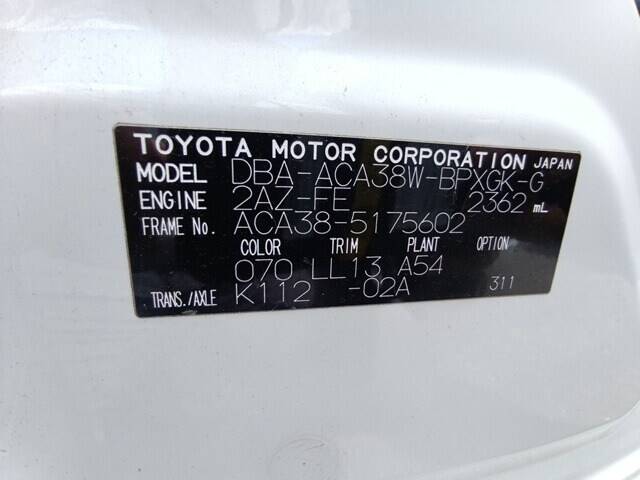 TOYOTA MOTOR CORPORATION JAPAN
MODEL DBA-ACA38W-BPXGK-G
ENGINE 2AZ-FE 2362 mL
FRAME No. ACA38-5175602
COLOR TRIM PLANT OPTION
070 LL13 A54
TRANS./AXLE K112 -02A 311